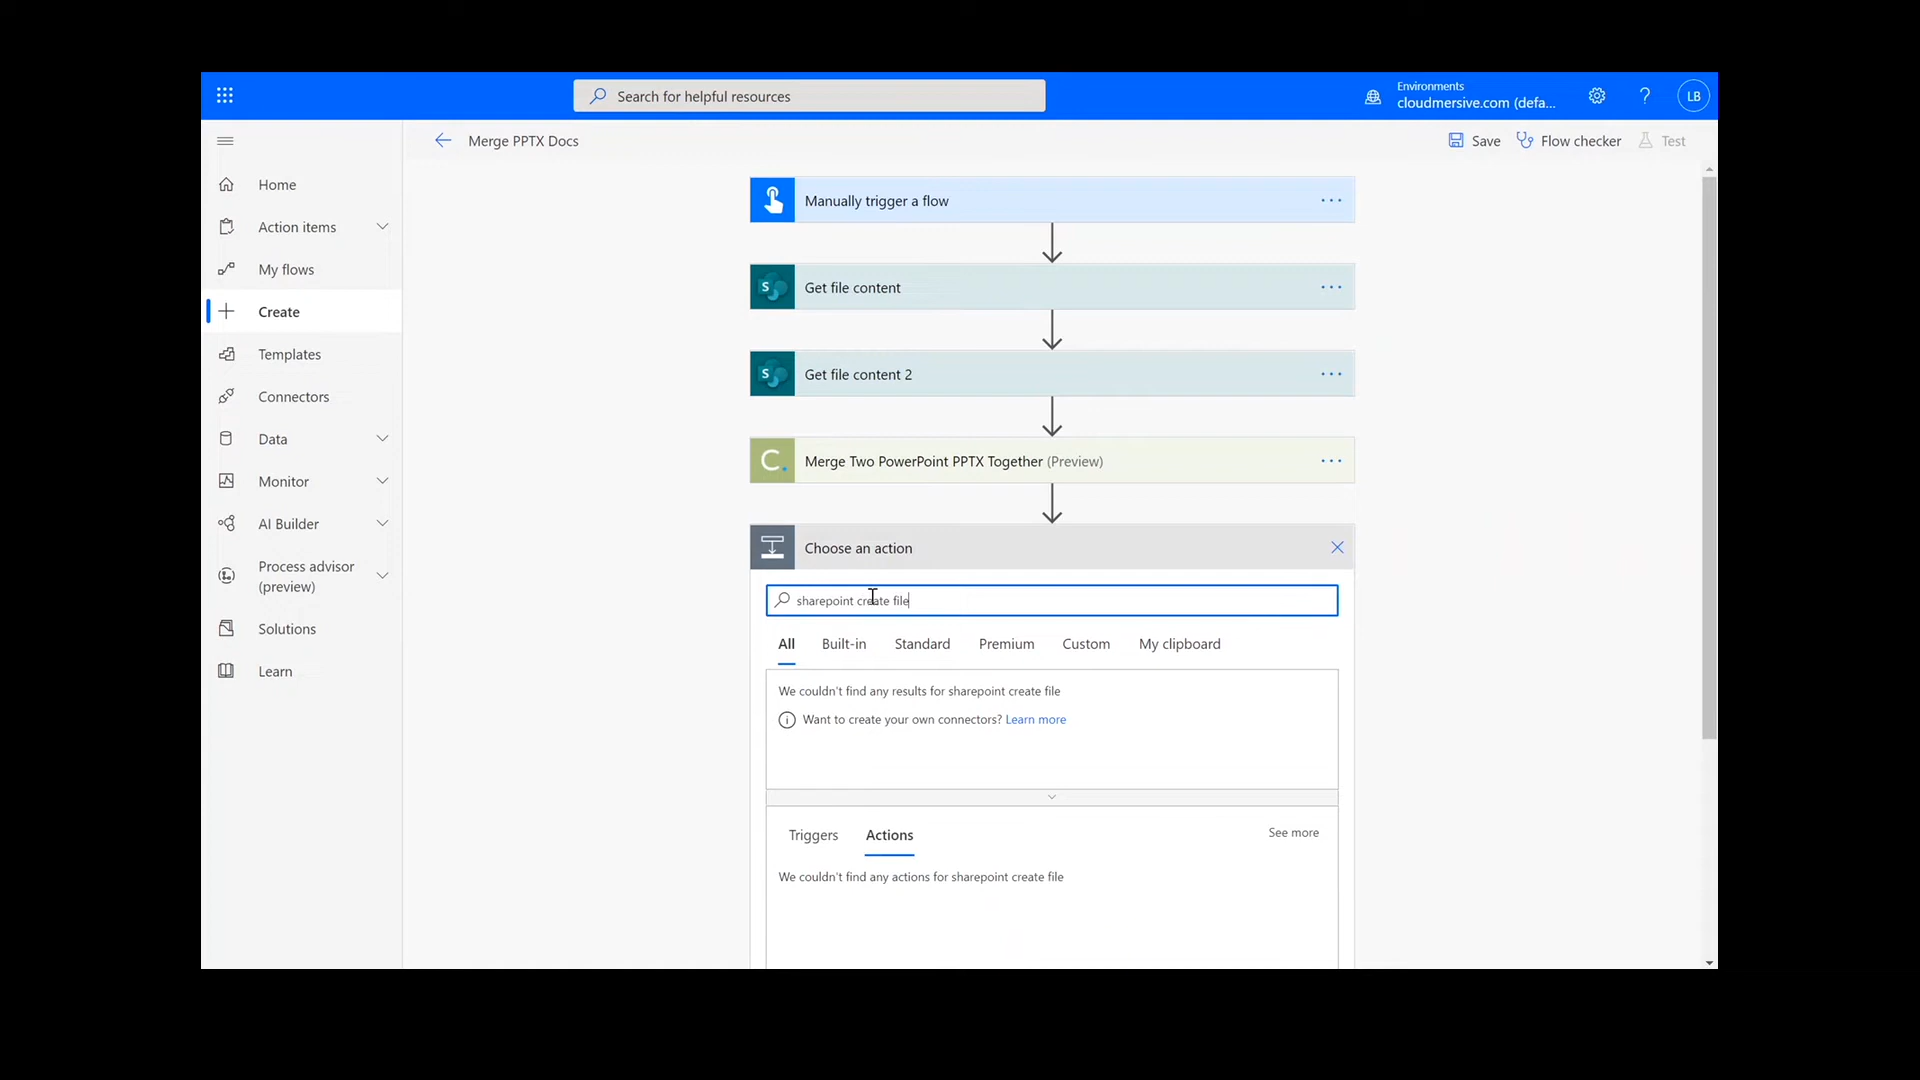 Search for helpful resources
Environments
cloudmersive.com (defa...
?
LB
Merge PPTX Docs
Save
Flow checker
Test
Home
Action items
My flows
Create
Templates
Connectors
Data
Monitor
AI Builder
Process advisor
(preview)
Solutions
Learn
Manually trigger a flow
S
Get file content
S
Get file content 2
C.
Merge Two PowerPoint PPTX Together (Preview)
Choose an action
sharepoint create file
All
Built-in
Standard
Premium
Custom
My clipboard
We couldn't find any results for sharepoint create file
Want to create your own connectors? Learn more
Triggers
Actions
See more
We couldn't find any actions for sharepoint create file